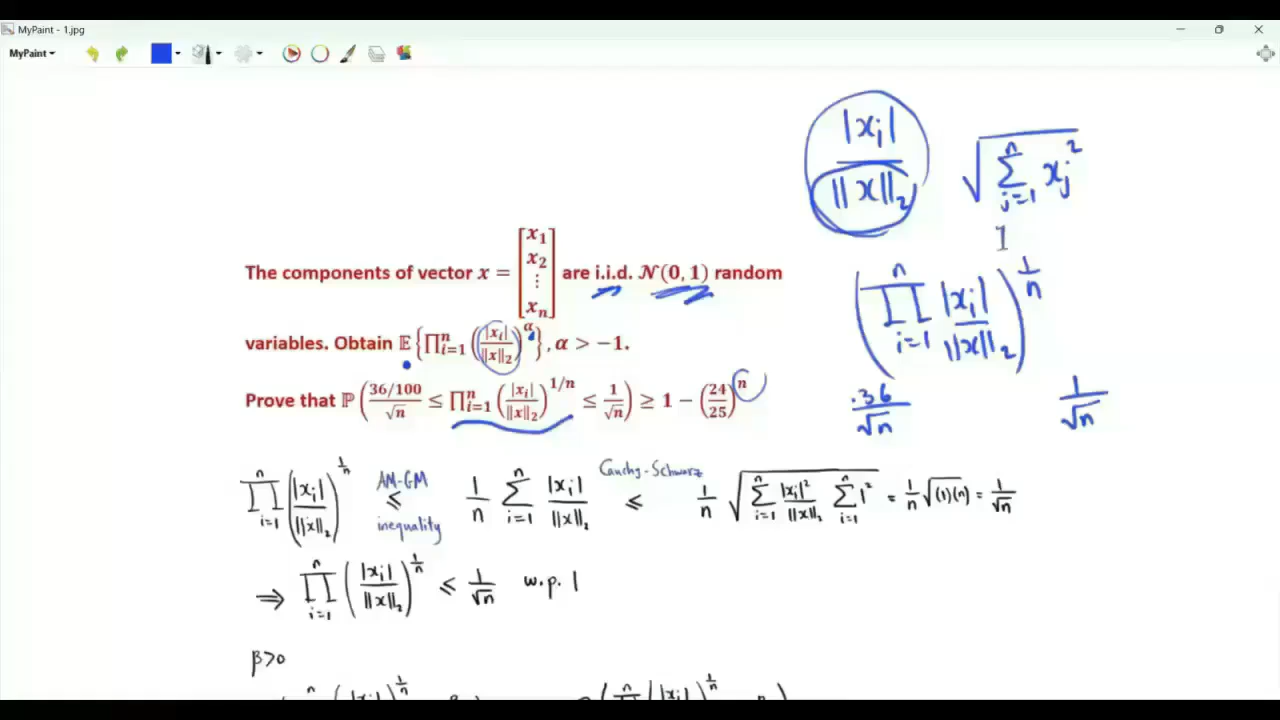 MyPaint - 1.jpg
MyPaint
|x_i| / ||x||_2
√(∑_{j=1}^{n} x_j^2)
1
The components of vector x = [x_1 x_2 ⋮ x_n] are i.i.d. 𝒩(0, 1) random
variables. Obtain 𝔼{∏_{i=1}^{n} (|x_i| / ||x||_2)^α}, α > −1.
Prove that ℙ((36/100)/√n ≤ ∏_{i=1}^{n} (|x_i| / ||x||_2)^{1/n} ≤ 1/√n) ≥ 1 − (24/25)^n
(∏_{i=1}^{n} |x_i| / ||x||_2)^{1/n}
.36/√n
1/√n
∏_{i=1}^{n} (|x_i| / ||x||_2)^{1/n} AM-GM ≤ inequality 1/n ∑_{i=1}^{n} |x_i| / ||x||_2 Cauchy-Schwarz ≤ 1/n √(∑_{i=1}^{n} |x_i|^2 / ||x||_2 ∑_{i=1}^{n} 1^2) = 1/n √((1)(n)) = 1/√n
⇒ ∏_{i=1}^{n} (|x_i| / ||x||_2)^{1/n} ≤ 1/√n w.p. 1
β>0